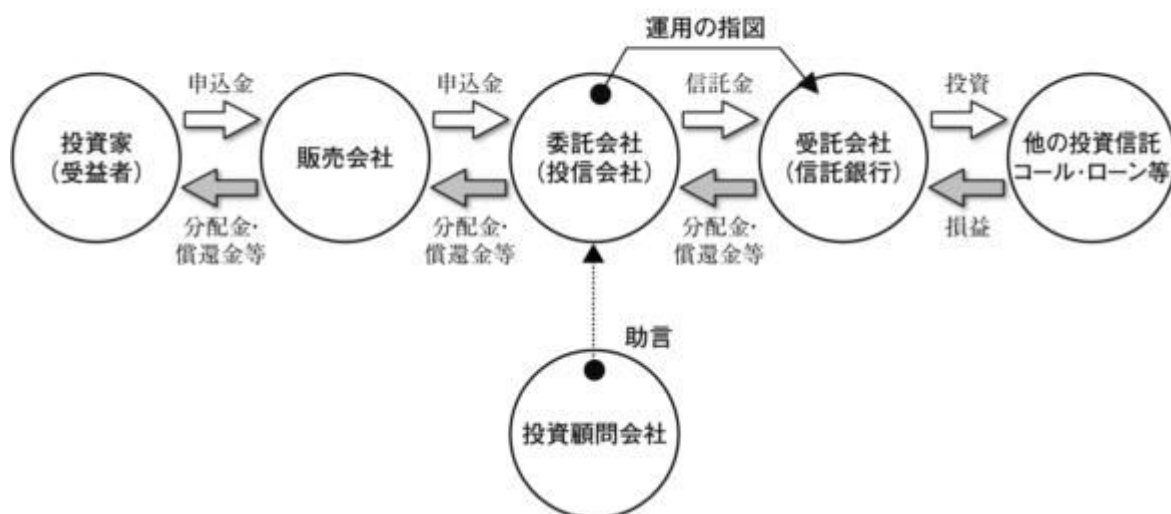 運用の指図
申込金
申込金
信託金
投資
投資家
(受益者)
販売会社
委託会社
(投信会社)
受託会社
(信託銀行)
他の投資信託
コール・ローン等
分配金・
償還金等
分配金・
償還金等
分配金・
償還金等
損益
助言
投資顧問会社